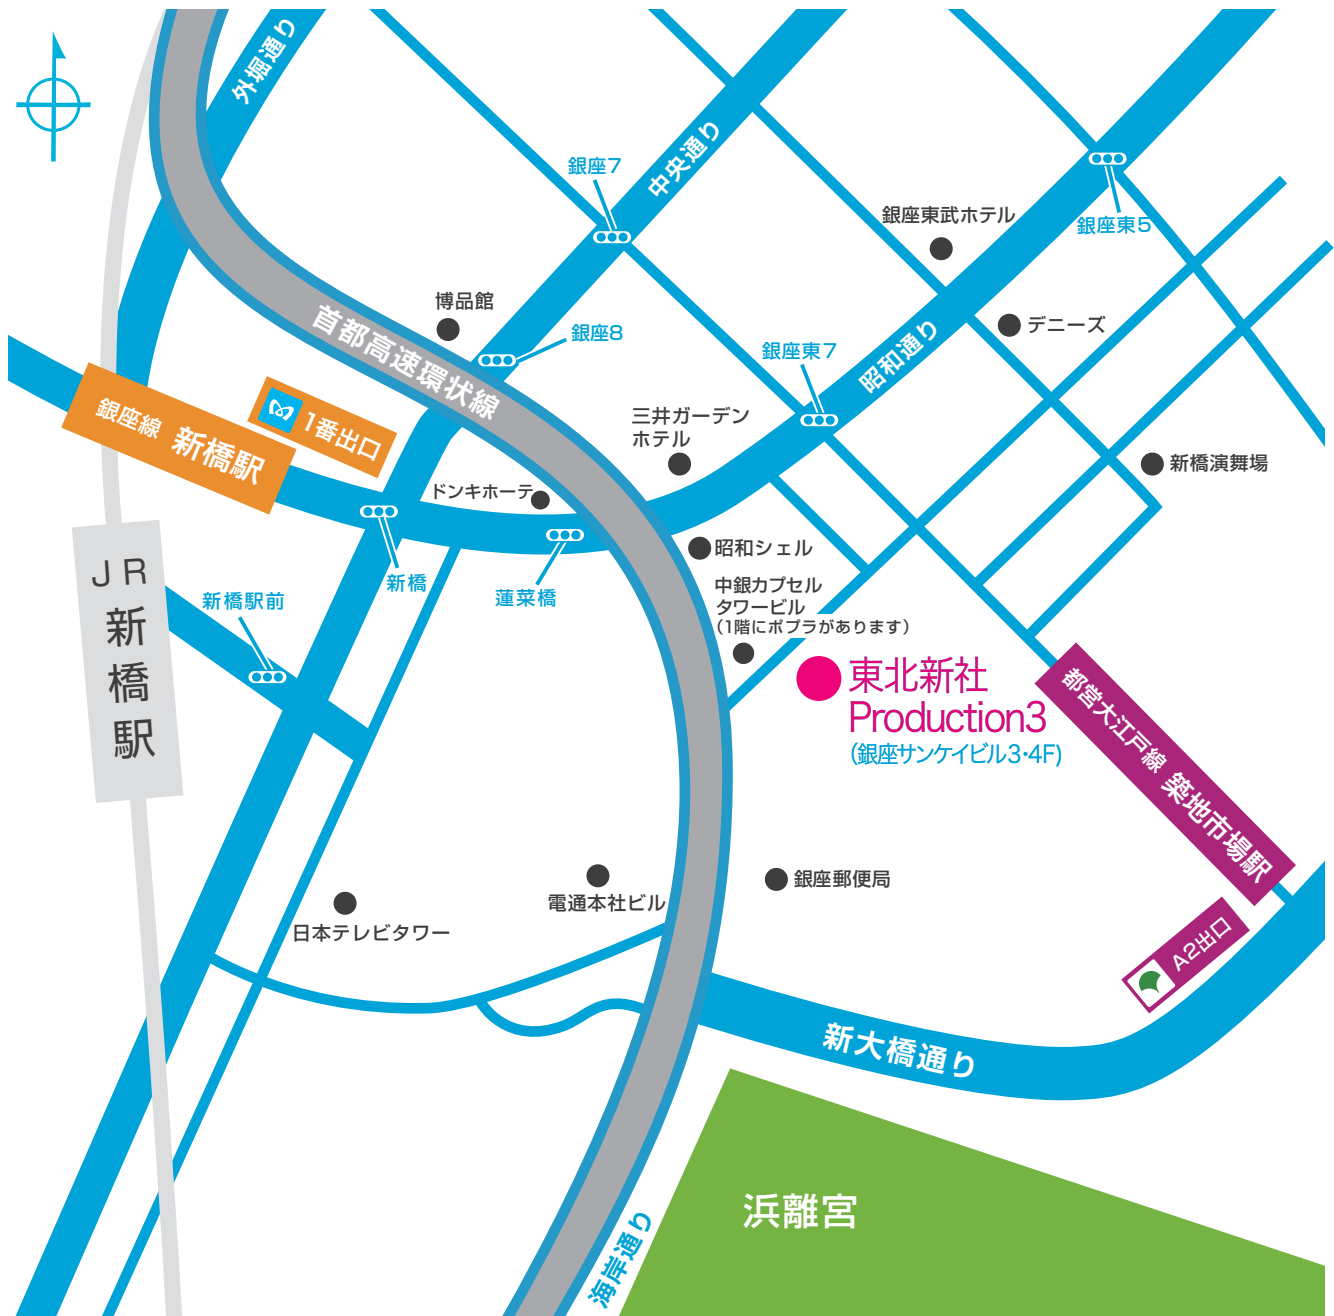 外堀通り
中央通り
銀座7
銀座東武ホテル
銀座東5
博品館
首都高速環状線
銀座8
銀座東7
昭和通り
デニーズ
銀座線 新橋駅
1番出口
三井ガーデン
ホテル
新橋演舞場
ドンキホーテ
昭和シェル
JR
新橋駅
新橋駅前
新橋
蓮菜橋
中銀カプセル
タワービル
(1階にポプラがあります)
東北新社
Production3
(銀座サンケイビル3・4F)
都営大江戸線 築地市場駅
銀座郵便局
電通本社ビル
日本テレビタワー
A2出口
新大橋通り
浜離宮
海岸通り